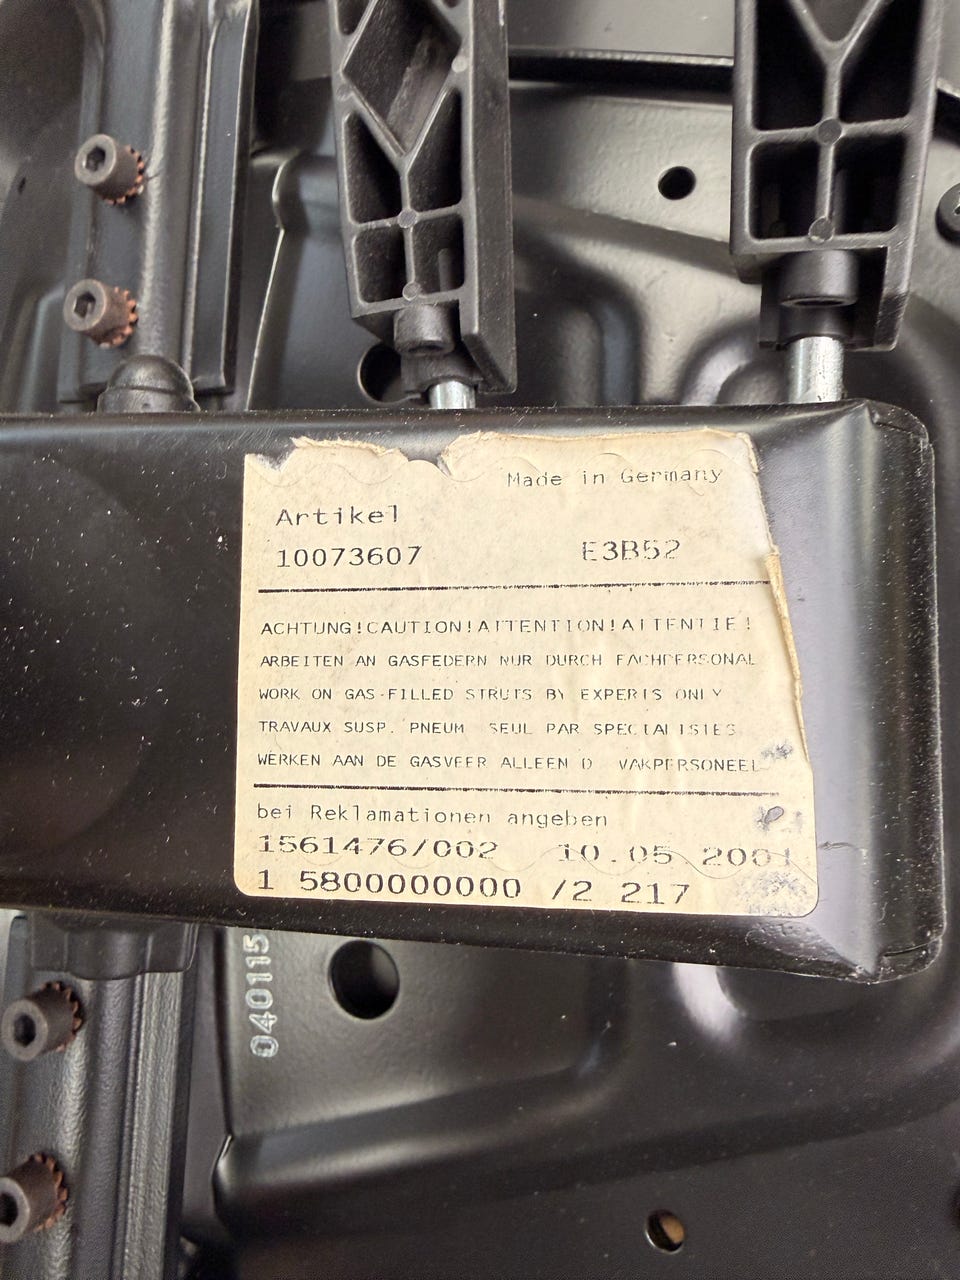 Made in Germany
Artikel
10073607 E3B52
ACHTUNG!CAUTION!ATTENTION!ATTENTIE!
ARBEITEN AN GASFEDERN NUR DURCH FACHPERSONAL
WORK ON GAS-FILLED STRUTS BY EXPERTS ONLY
TRAVAUX SUSP. PNEUM SEUL PAR SPECIALISTES
WERKEN AAN DE GASVEER ALLEEN D VAKPERSONEEL
bei Reklamationen angeben
1561476/002 10.05.2001
1 5800000000 /2 217
040115